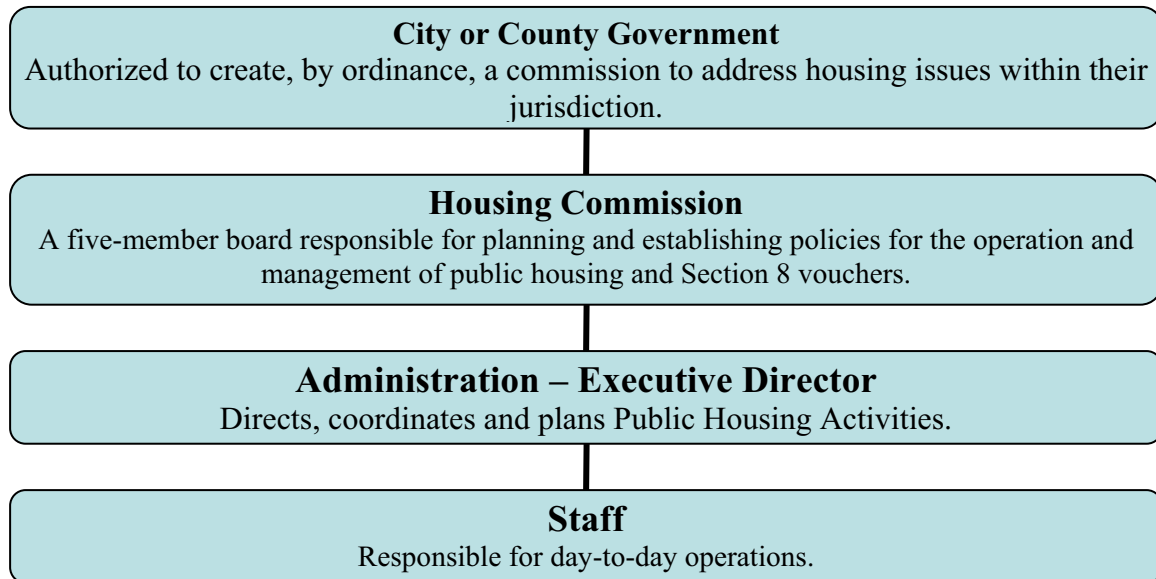 City or County Government
Authorized to create, by ordinance, a commission to address housing issues within their
jurisdiction.
Housing Commission
A five-member board responsible for planning and establishing policies for the operation and
management of public housing and Section 8 vouchers.
Administration – Executive Director
Directs, coordinates and plans Public Housing Activities.
Staff
Responsible for day-to-day operations.